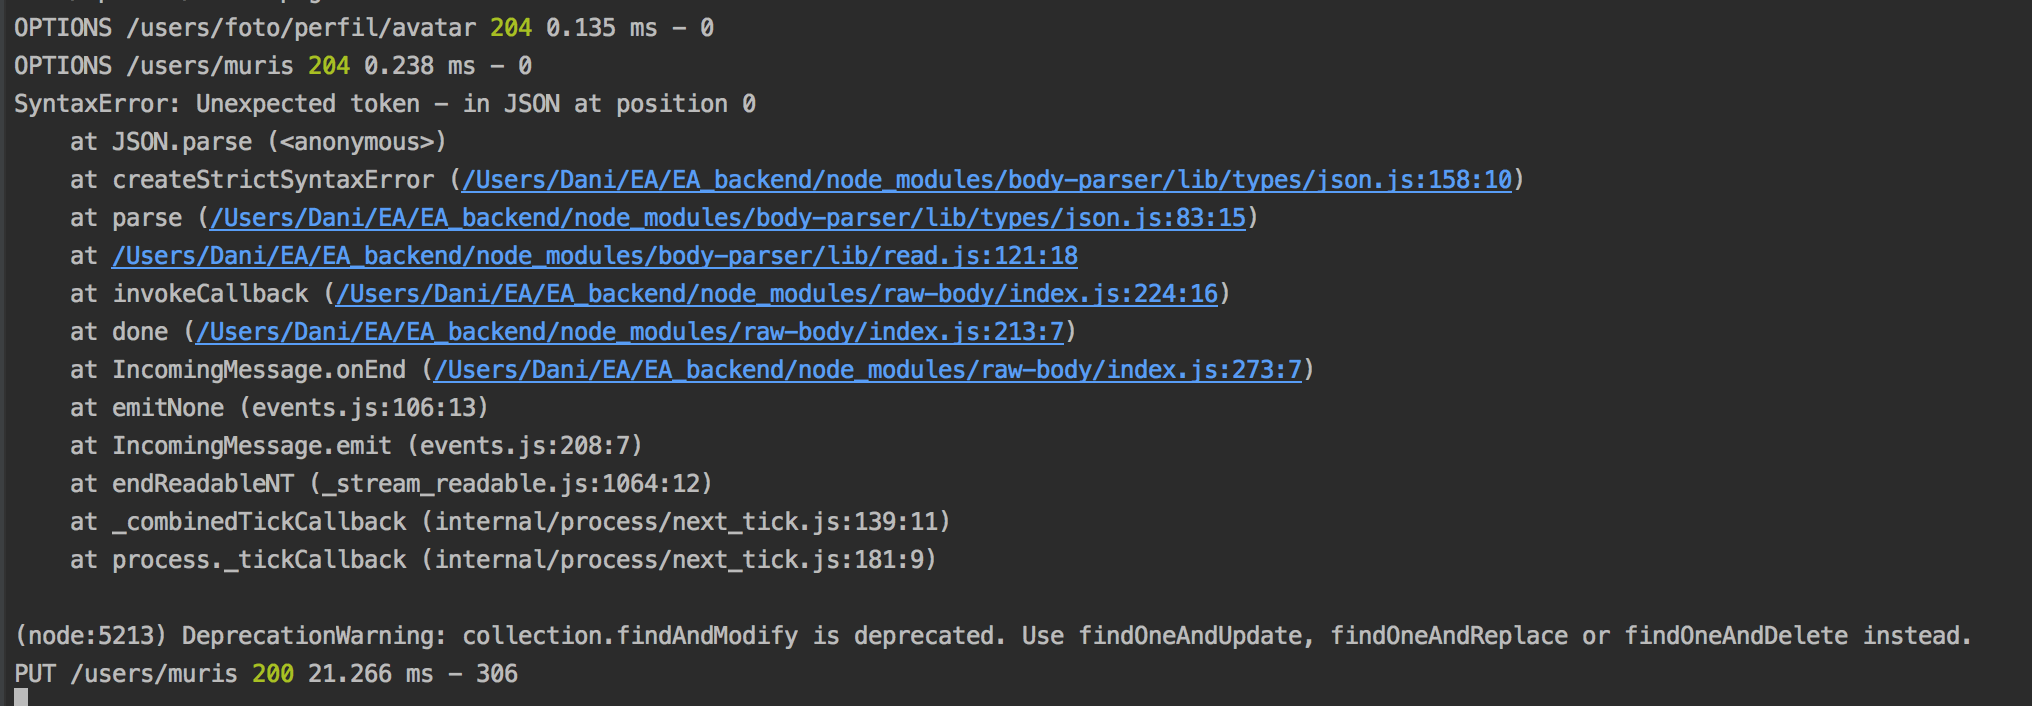 OPTIONS /users/foto/perfil/avatar 204 0.135 ms - 0
OPTIONS /users/muris 204 0.238 ms - 0
SyntaxError: Unexpected token - in JSON at position 0
    at JSON.parse (<anonymous>)
    at createStrictSyntaxError (/Users/Dani/EA/EA_backend/node_modules/body-parser/lib/types/json.js:158:10)
    at parse (/Users/Dani/EA/EA_backend/node_modules/body-parser/lib/types/json.js:83:15)
    at /Users/Dani/EA/EA_backend/node_modules/body-parser/lib/read.js:121:18
    at invokeCallback (/Users/Dani/EA/EA_backend/node_modules/raw-body/index.js:224:16)
    at done (/Users/Dani/EA/EA_backend/node_modules/raw-body/index.js:213:7)
    at IncomingMessage.onEnd (/Users/Dani/EA/EA_backend/node_modules/raw-body/index.js:273:7)
    at emitNone (events.js:106:13)
    at IncomingMessage.emit (events.js:208:7)
    at endReadableNT (_stream_readable.js:1064:12)
    at _combinedTickCallback (internal/process/next_tick.js:139:11)
    at process._tickCallback (internal/process/next_tick.js:181:9)

(node:5213) DeprecationWarning: collection.findAndModify is deprecated. Use findOneAndUpdate, findOneAndReplace or findOneAndDelete instead.
PUT /users/muris 200 21.266 ms - 306